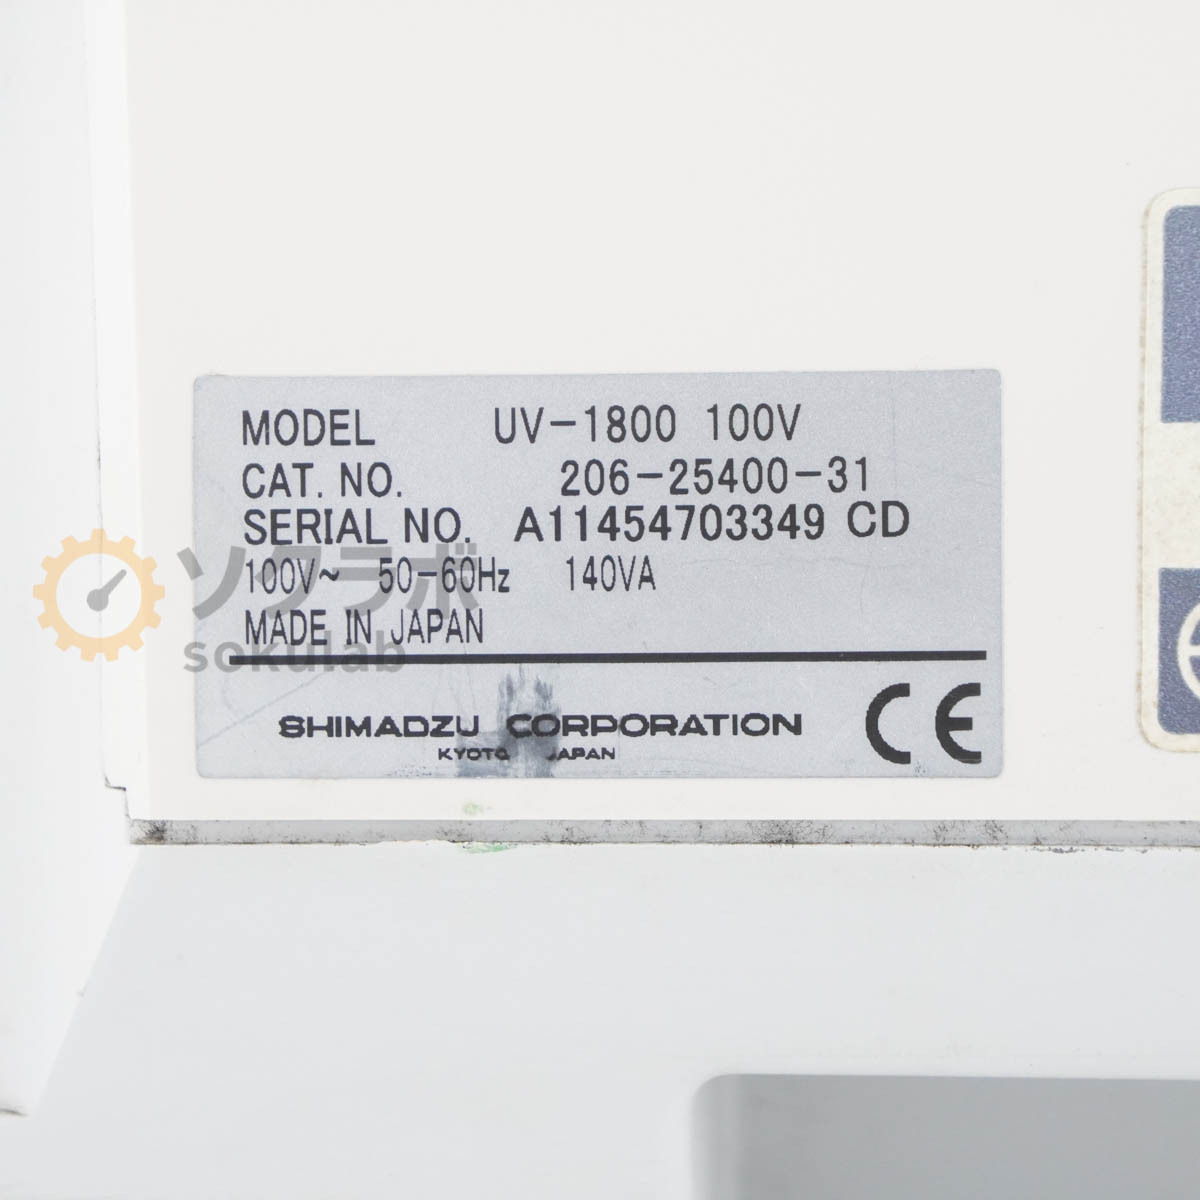 MODEL UV-1800 100V
CAT. NO. 206-25400-31
SERIAL NO. A11454703349 CD
100V~ 50-60Hz 140VA
MADE IN JAPAN
ソクラボ
sokulab
SHIMADZU CORPORATION
KYOTO JAPAN
CE